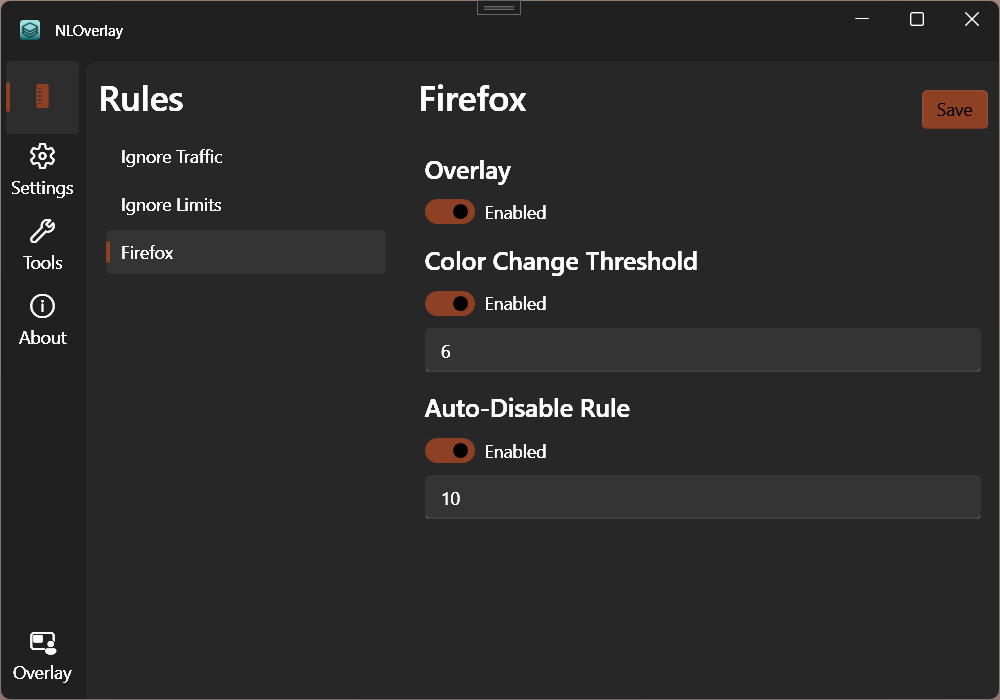 NLOverlay
Settings
Tools
About
Overlay
Rules
Ignore Traffic
Ignore Limits
Firefox
Firefox
Save
Overlay
Enabled
Color Change Threshold
Enabled
6
Auto-Disable Rule
Enabled
10